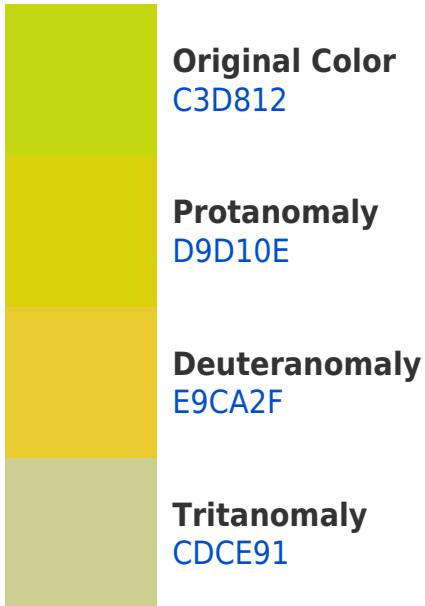 Original Color
C3D812
Protanomaly
D9D10E
Deuteranomaly
E9CA2F
Tritanomaly
CDCE91